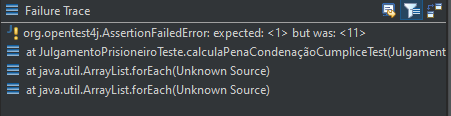 Failure Trace
org.opentest4j.AssertionFailedError: expected: <1> but was: <11>
at JulgamentoPrisioneiroTeste.calculaPenaCondenaçãoCumpliceTest(Julgament
at java.util.ArrayList.forEach(Unknown Source)
at java.util.ArrayList.forEach(Unknown Source)